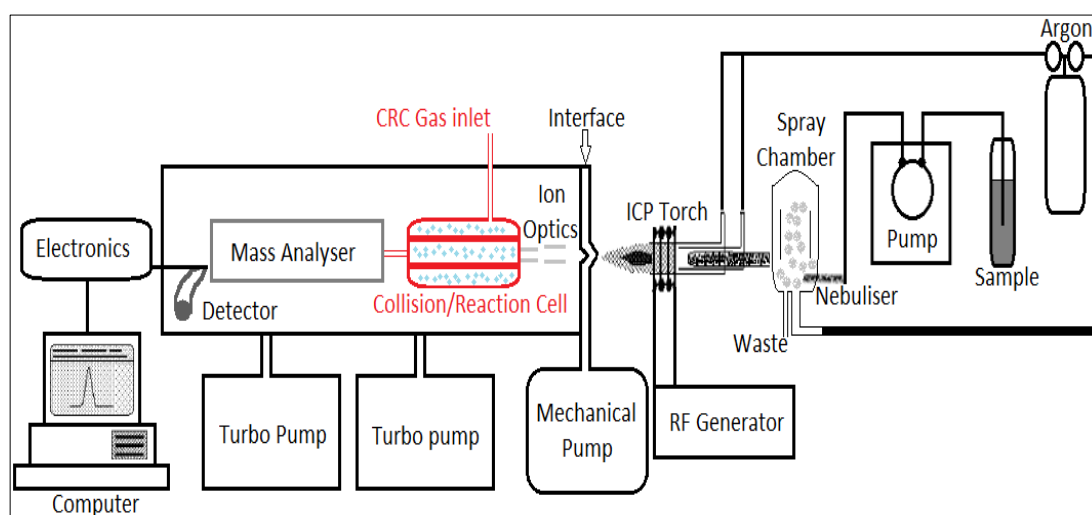 Argon
CRC Gas inlet
Interface
Spray
Chamber
Ion
Optics
ICP Torch
Electronics
Mass Analyser
Pump
Sample
Collision/Reaction Cell
Nebuliser
Detector
Waste
Turbo Pump
Turbo pump
Mechanical
Pump
RF Generator
Computer